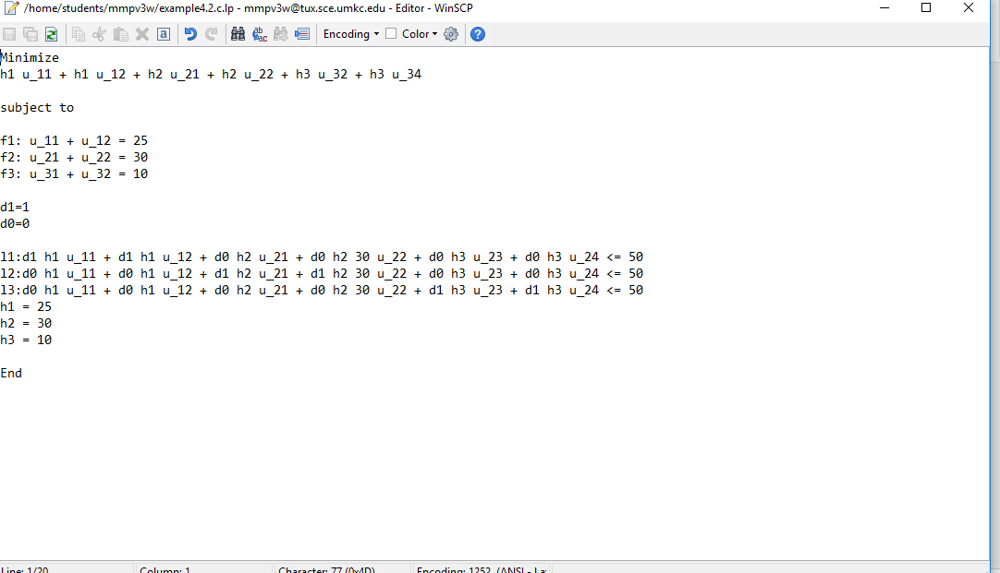 /home/students/mmpv3w/example4.2.c.lp - mmpv3w@tux.sce.umkc.edu - Editor - WinSCP
Encoding Color
Minimize
h1 u_11 + h1 u_12 + h2 u_21 + h2 u_22 + h3 u_32 + h3 u_34
subject to
f1: u_11 + u_12 = 25
f2: u_21 + u_22 = 30
f3: u_31 + u_32 = 10
d1=1
d0=0
l1:d1 h1 u_11 + d1 h1 u_12 + d0 h2 u_21 + d0 h2 30 u_22 + d0 h3 u_23 + d0 h3 u_24 <= 50
l2:d0 h1 u_11 + d0 h1 u_12 + d1 h2 u_21 + d1 h2 30 u_22 + d0 h3 u_23 + d0 h3 u_24 <= 50
l3:d0 h1 u_11 + d0 h1 u_12 + d0 h2 u_21 + d0 h2 30 u_22 + d1 h3 u_23 + d1 h3 u_24 <= 50
h1 = 25
h2 = 30
h3 = 10
End
Line: 1/20 Column: 1 Character: 77 (0x4D) Encoding: 1252 (ANSI - La